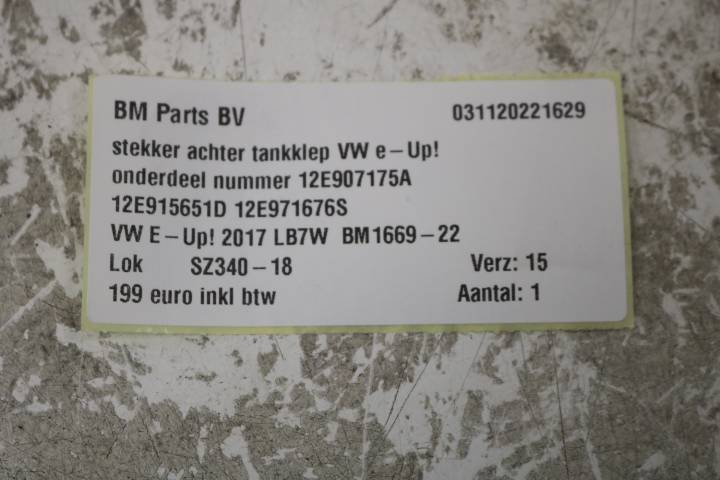 BM Parts BV 031120221629
stekker achter tankklep VW e-Up!
onderdeel nummer 12E907175A
12E915651D 12E971676S
VW E-Up! 2017 LB7W BM1669-22
Lok SZ340-18 Verz: 15
199 euro inkl btw Aantal: 1